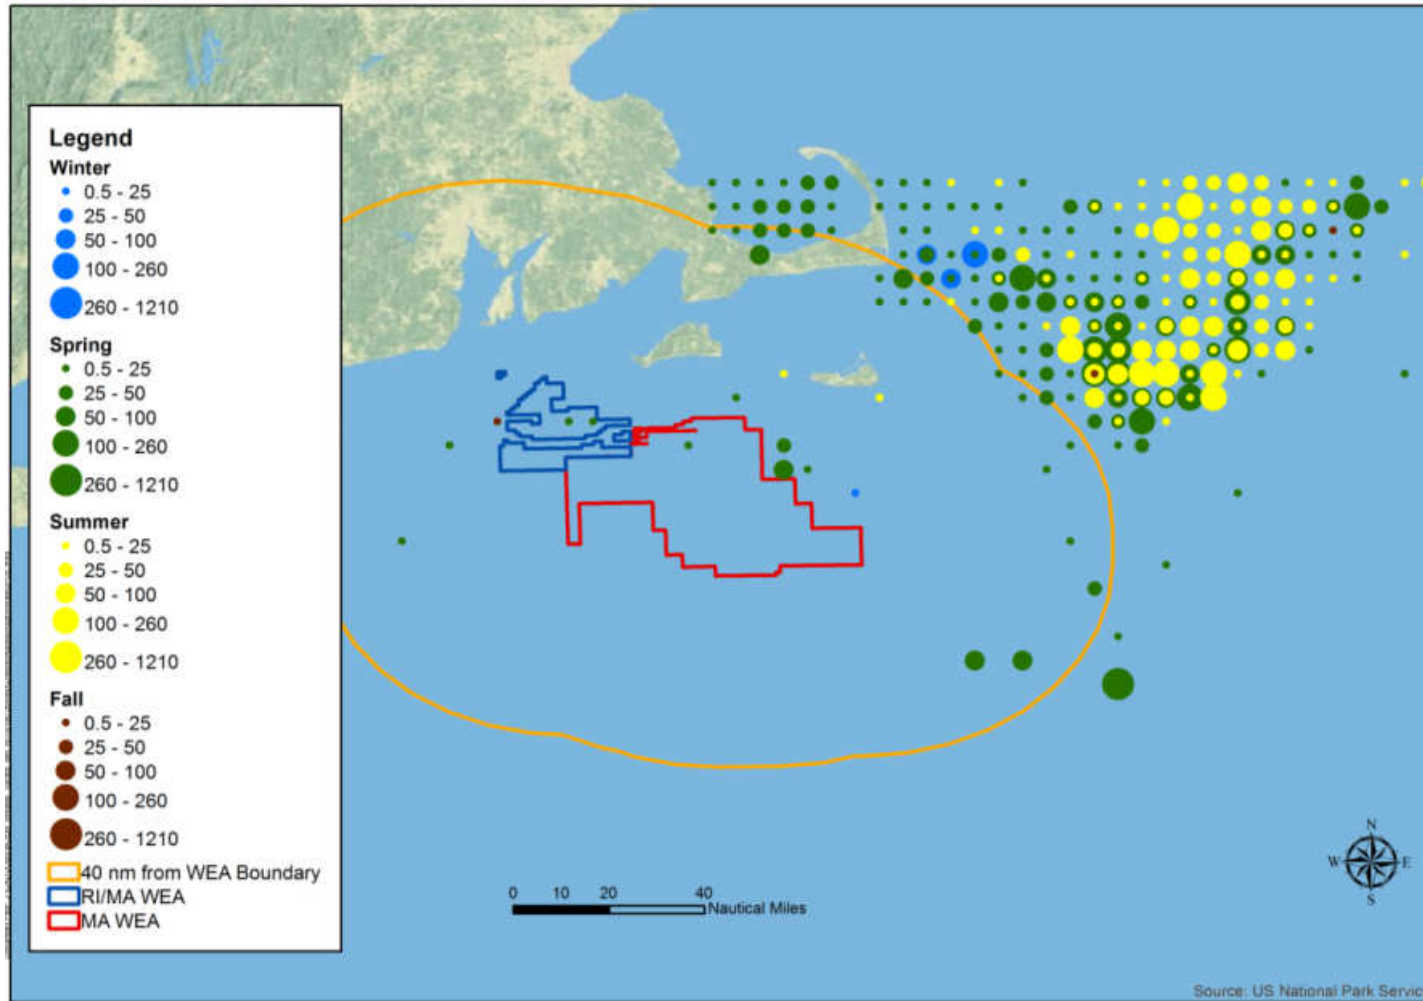 Legend
Winter
0.5 - 25
25 - 50
50 - 100
100 - 260
260 - 1210
Spring
0.5 - 25
25 - 50
50 - 100
100 - 260
260 - 1210
Summer
0.5 - 25
25 - 50
50 - 100
100 - 260
260 - 1210
Fall
0.5 - 25
25 - 50
50 - 100
100 - 260
260 - 1210
40 nm from WEA Boundary
RI/MA WEA
MA WEA
0 10 20 40
Nautical Miles
N
W E
S
Source: US National Park Servic